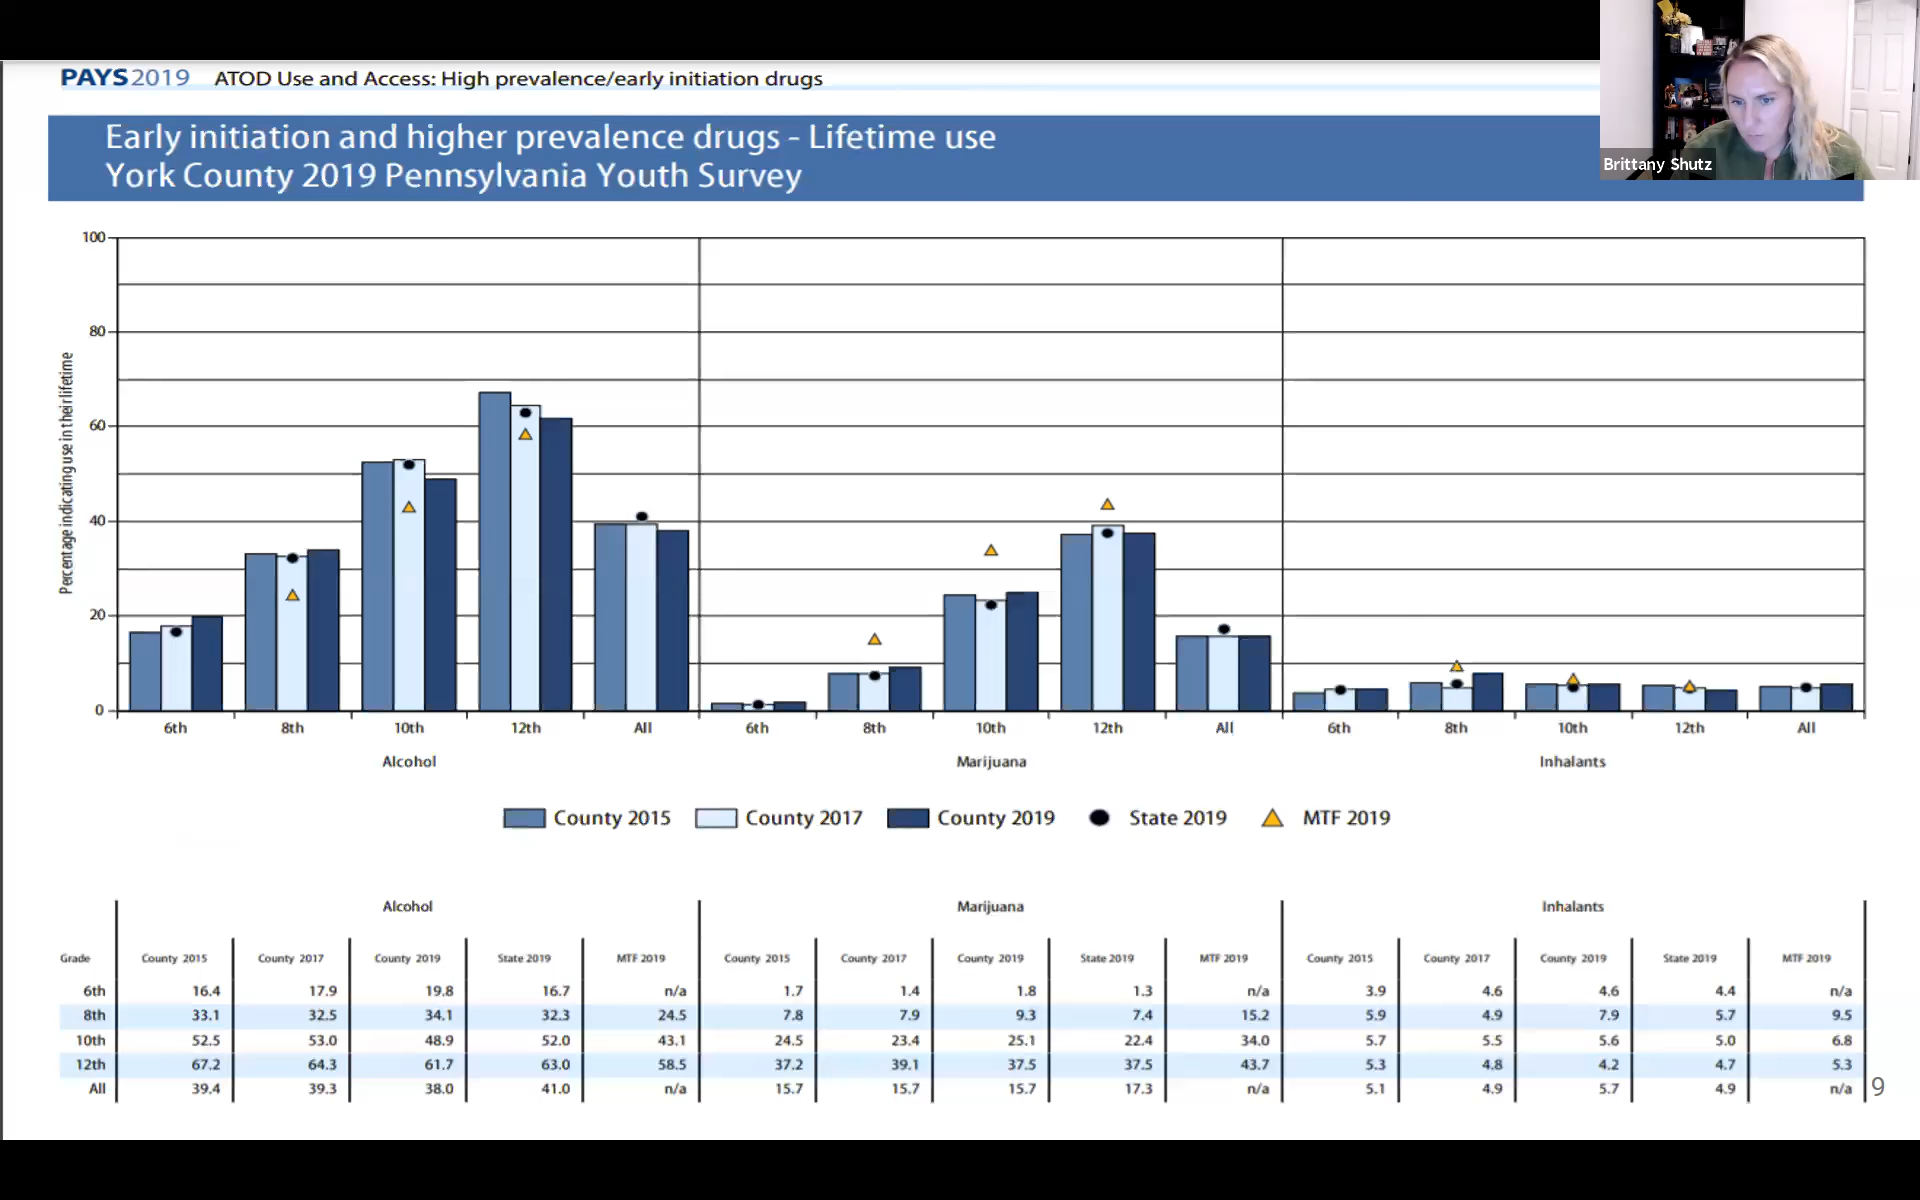 PAYS2019 ATOD Use and Access: High prevalence/early initiation drugs
Early initiation and higher prevalence drugs - Lifetime use
York County 2019 Pennsylvania Youth Survey
Brittany Shutz
Percentage indicating use in their lifetime
100
80
60
40
20
0
6th 8th 10th 12th All 6th 8th 10th 12th All 6th 8th 10th 12th All
Alcohol Marijuana Inhalants
County 2015 County 2017 County 2019 State 2019 MTF 2019
Alcohol Marijuana Inhalants
Grade County 2015 County 2017 County 2019 State 2019 MTF 2019 County 2015 County 2017 County 2019 State 2019 MTF 2019 County 2015 County 2017 County 2019 State 2019 MTF 2019
6th 16.4 17.9 19.8 16.7 n/a 1.7 1.4 1.8 1.3 n/a 3.9 4.6 4.6 4.4 n/a
8th 33.1 32.5 34.1 32.3 24.5 7.8 7.9 9.3 7.4 15.2 5.9 4.9 7.9 5.7 9.5
10th 52.5 53.0 48.9 52.0 43.1 24.5 23.4 25.1 22.4 34.0 5.7 5.5 5.6 5.0 6.8
12th 67.2 64.3 61.7 63.0 58.5 37.2 39.1 37.5 37.5 43.7 5.3 4.8 4.2 4.7 5.3
All 39.4 39.3 38.0 41.0 n/a 15.7 15.7 15.7 17.3 n/a 5.1 4.9 5.7 4.9 n/a
9